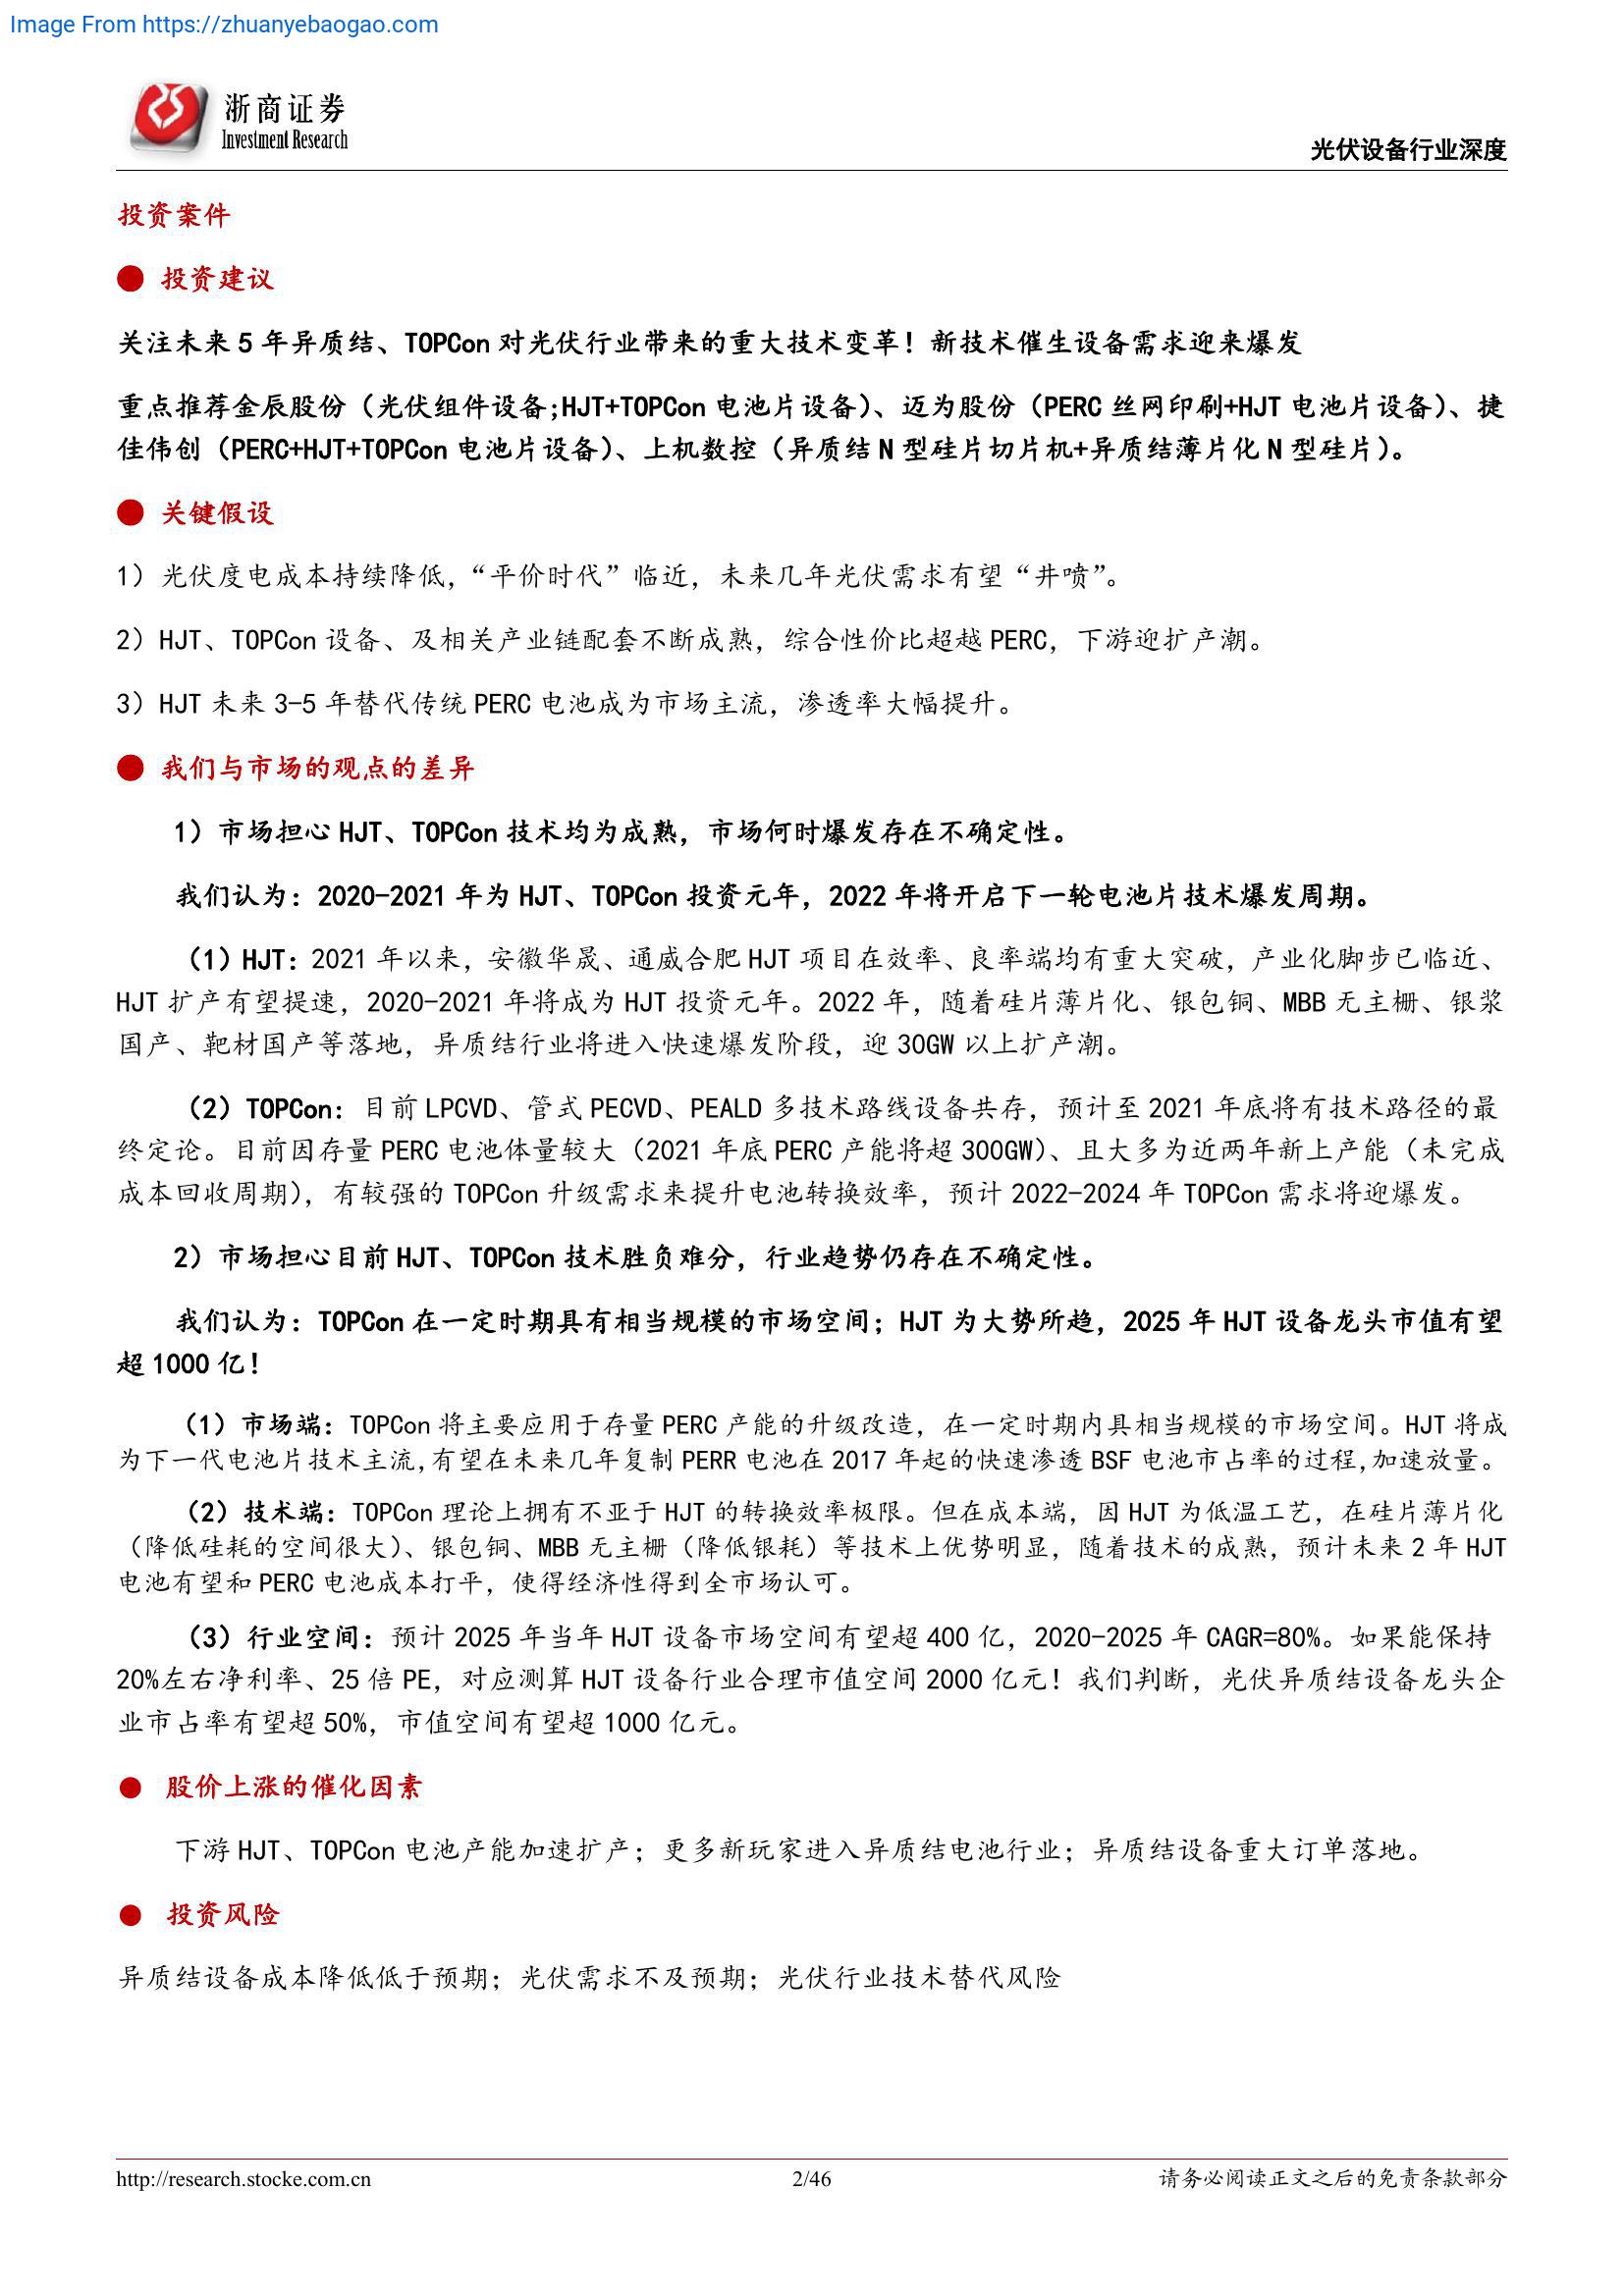 Image From https://zhuanyebaogao.com
浙商证券
Investment Research
光伏设备行业深度
投资案件
● 投资建议
关注未来 5 年异质结、TOPCon 对光伏行业带来的重大技术变革！新技术催生设备需求迎来爆发
重点推荐金辰股份（光伏组件设备;HJT+TOPCon 电池片设备）、迈为股份（PERC 丝网印刷+HJT 电池片设备）、捷
佳伟创（PERC+HJT+TOPCon 电池片设备）、上机数控（异质结 N 型硅片切片机+异质结薄片化 N 型硅片）。
● 关键假设
1）光伏度电成本持续降低，“平价时代”临近，未来几年光伏需求有望“井喷”。
2）HJT、TOPCon 设备、及相关产业链配套不断成熟，综合性价比超越 PERC，下游迎扩产潮。
3）HJT 未来 3-5 年替代传统 PERC 电池成为市场主流，渗透率大幅提升。
● 我们与市场的观点的差异
1）市场担心 HJT、TOPCon 技术均为成熟，市场何时爆发存在不确定性。
我们认为：2020-2021 年为 HJT、TOPCon 投资元年，2022 年将开启下一轮电池片技术爆发周期。
（1）HJT：2021 年以来，安徽华晟、通威合肥 HJT 项目在效率、良率端均有重大突破，产业化脚步已临近、
HJT 扩产有望提速，2020-2021 年将成为 HJT 投资元年。2022 年，随着硅片薄片化、银包铜、MBB 无主栅、银浆
国产、靶材国产等落地，异质结行业将进入快速爆发阶段，迎 30GW 以上扩产潮。
（2）TOPCon：目前 LPCVD、管式 PECVD、PEALD 多技术路线设备共存，预计至 2021 年底将有技术路径的最
终定论。目前因存量 PERC 电池体量较大（2021 年底 PERC 产能将超 300GW）、且大多为近两年新上产能（未完成
成本回收周期），有较强的 TOPCon 升级需求来提升电池转换效率，预计 2022-2024 年 TOPCon 需求将迎爆发。
2）市场担心目前 HJT、TOPCon 技术胜负难分，行业趋势仍存在不确定性。
我们认为：TOPCon 在一定时期具有相当规模的市场空间；HJT 为大势所趋，2025 年 HJT 设备龙头市值有望
超 1000 亿！
（1）市场端：TOPCon 将主要应用于存量 PERC 产能的升级改造，在一定时期内具相当规模的市场空间。HJT 将成
为下一代电池片技术主流,有望在未来几年复制 PERR 电池在 2017 年起的快速渗透 BSF 电池市占率的过程,加速放量。
（2）技术端：TOPCon 理论上拥有不亚于 HJT 的转换效率极限。但在成本端，因 HJT 为低温工艺，在硅片薄片化
（降低硅耗的空间很大）、银包铜、MBB 无主栅（降低银耗）等技术上优势明显，随着技术的成熟，预计未来 2 年 HJT
电池有望和 PERC 电池成本打平，使得经济性得到全市场认可。
（3）行业空间：预计 2025 年当年 HJT 设备市场空间有望超 400 亿，2020-2025 年 CAGR=80%。如果能保持
20%左右净利率、25 倍 PE，对应测算 HJT 设备行业合理市值空间 2000 亿元！我们判断，光伏异质结设备龙头企
业市占率有望超 50%，市值空间有望超 1000 亿元。
● 股价上涨的催化因素
下游 HJT、TOPCon 电池产能加速扩产；更多新玩家进入异质结电池行业；异质结设备重大订单落地。
● 投资风险
异质结设备成本降低低于预期；光伏需求不及预期；光伏行业技术替代风险
http://research.stocke.com.cn
2/46
请务必阅读正文之后的免责条款部分